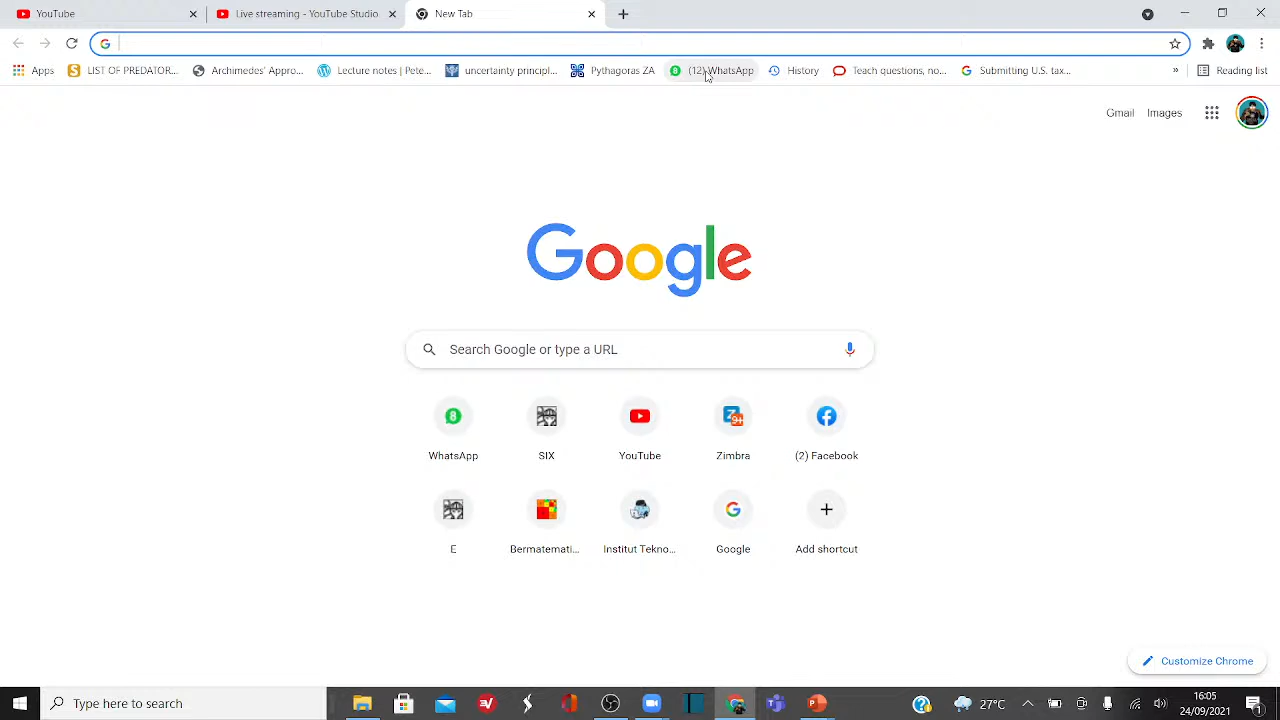 YouTube
Live streaming - YouTube Studio
New Tab
Apps
LIST OF PREDATOR...
Archimedes' Appro...
Lecture notes | Pete...
uncertainty principl...
Pythagoras ZA
(12) WhatsApp
History
Teach questions, no...
Submitting U.S. tax...
»
Reading list
Gmail
Images
Google
Search Google or type a URL
WhatsApp
SIX
YouTube
Zimbra
(2) Facebook
E
Bermatemati...
Institut Tekno...
Google
Add shortcut
Customize Chrome
Type here to search
27°C
16:05
24/09/2021